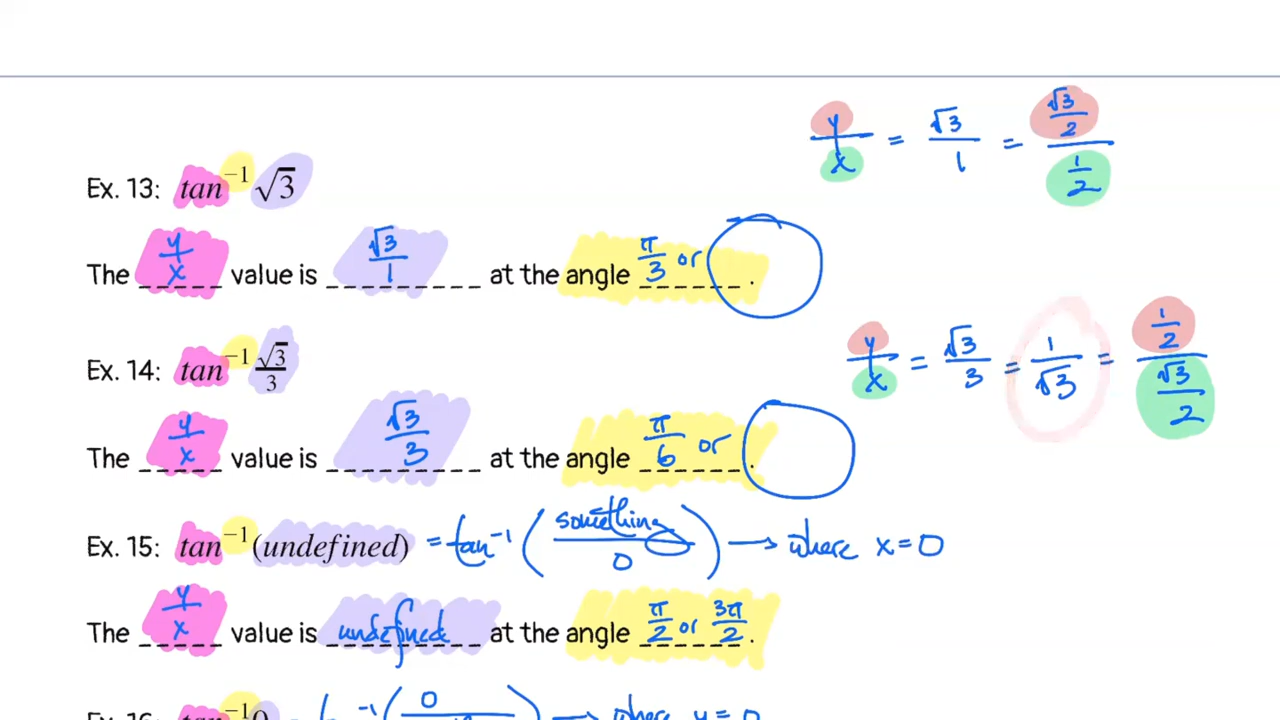 y/x = √3/1 = (√3/2)/(1/2)
Ex. 13: tan⁻¹ √3
The y/x value is √3/1 at the angle π/3 or ______.
Ex. 14: tan⁻¹ √3/3
y/x = √3/3 = 1/√3 = (1/2)/(√3/2)
The y/x value is √3/3 at the angle π/6 or ______.
Ex. 15: tan⁻¹(undefined) = tan⁻¹(something/0) → where x=0
The y/x value is undefined at the angle π/2 or 3π/2.